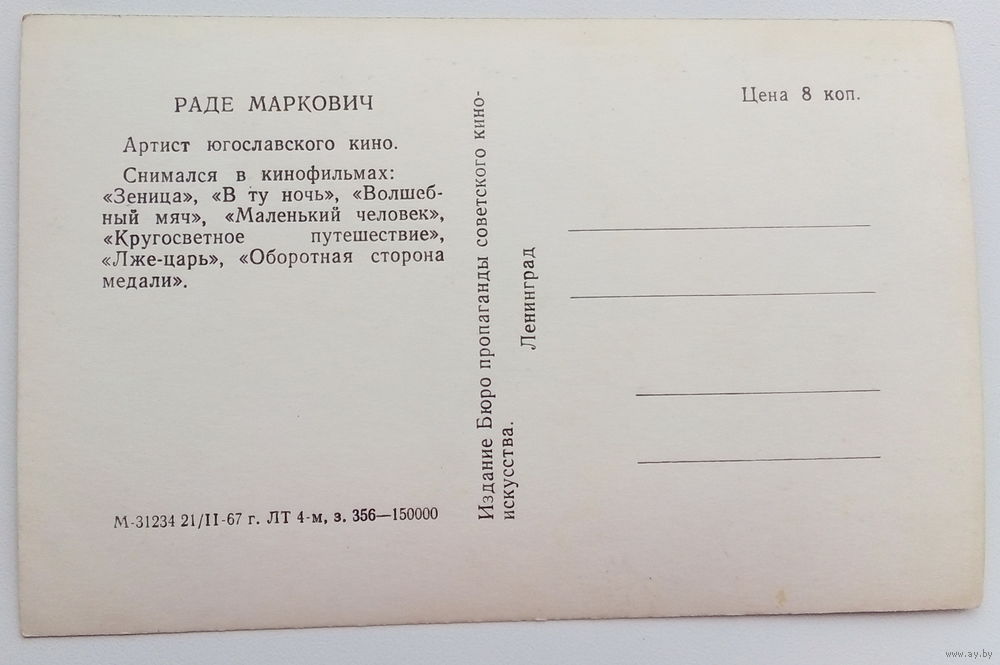 РАДЕ МАРКОВИЧ
Артист югославского кино.
Снимался в кинофильмах:
«Зеница», «В ту ночь», «Волшеб-
ный мяч», «Маленький человек»,
«Кругосветное путешествие»,
«Лже-царь», «Оборотная сторона
медали».
М-31234 21/II-67 г. ЛТ 4-м, з. 356—150000
Издание Бюро пропаганды советского кино-
искусства.
Ленинград
Цена 8 коп.
www.ay.by